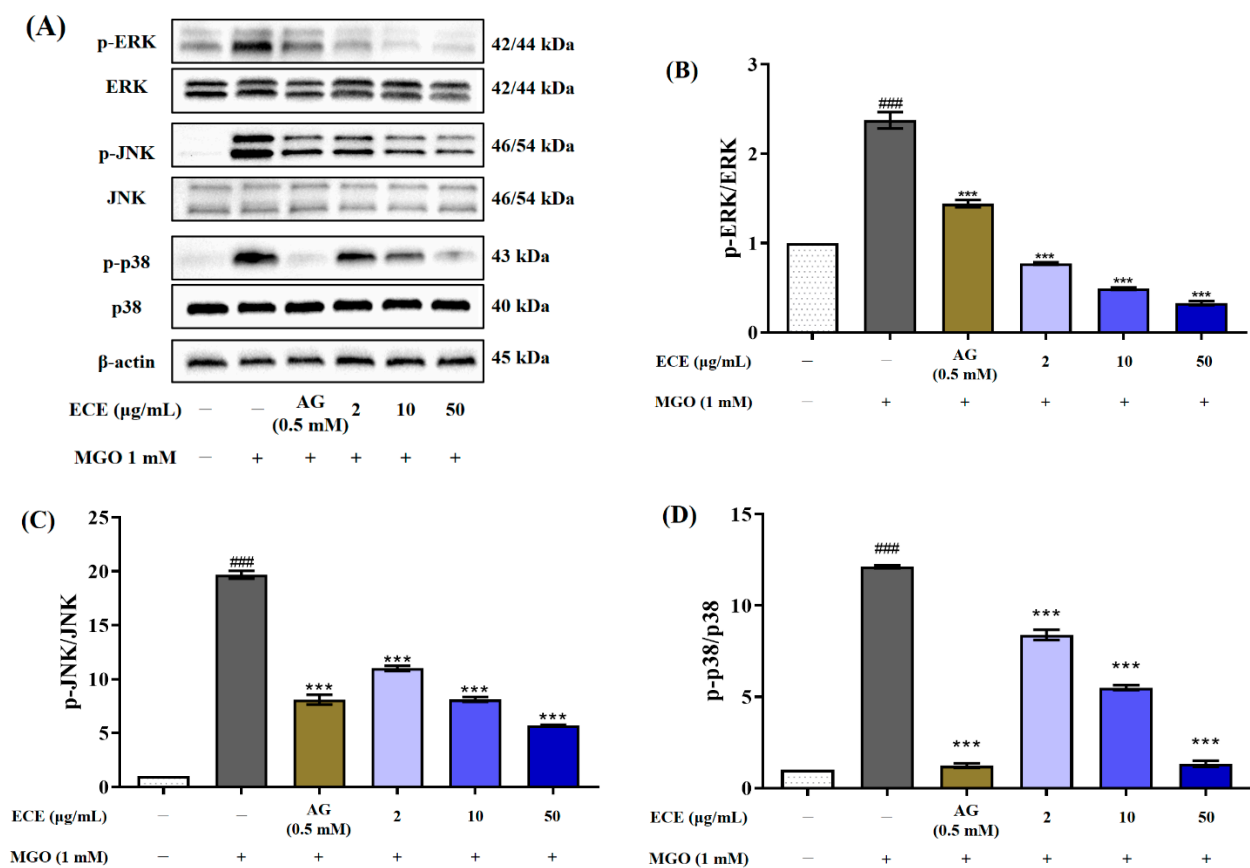 (A)
p-ERK 42/44 kDa
ERK 42/44 kDa
p-JNK 46/54 kDa
JNK 46/54 kDa
p-p38 43 kDa
p38 40 kDa
β-actin 45 kDa
ECE (μg/mL) — — AG (0.5 mM) 2 10 50
MGO 1 mM — + + + + +
(B)
p-ERK/ERK
3
2
1
0
###
***
***
***
***
ECE (μg/mL) — — AG (0.5 mM) 2 10 50
MGO (1 mM) — + + + + +
(C)
p-JNK/JNK
25
20
15
10
5
0
###
***
***
***
***
ECE (μg/mL) — — AG (0.5 mM) 2 10 50
MGO (1 mM) — + + + + +
(D)
p-p38/p38
15
10
5
0
###
***
***
***
***
ECE (μg/mL) — — AG (0.5 mM) 2 10 50
MGO (1 mM) — + + + + +